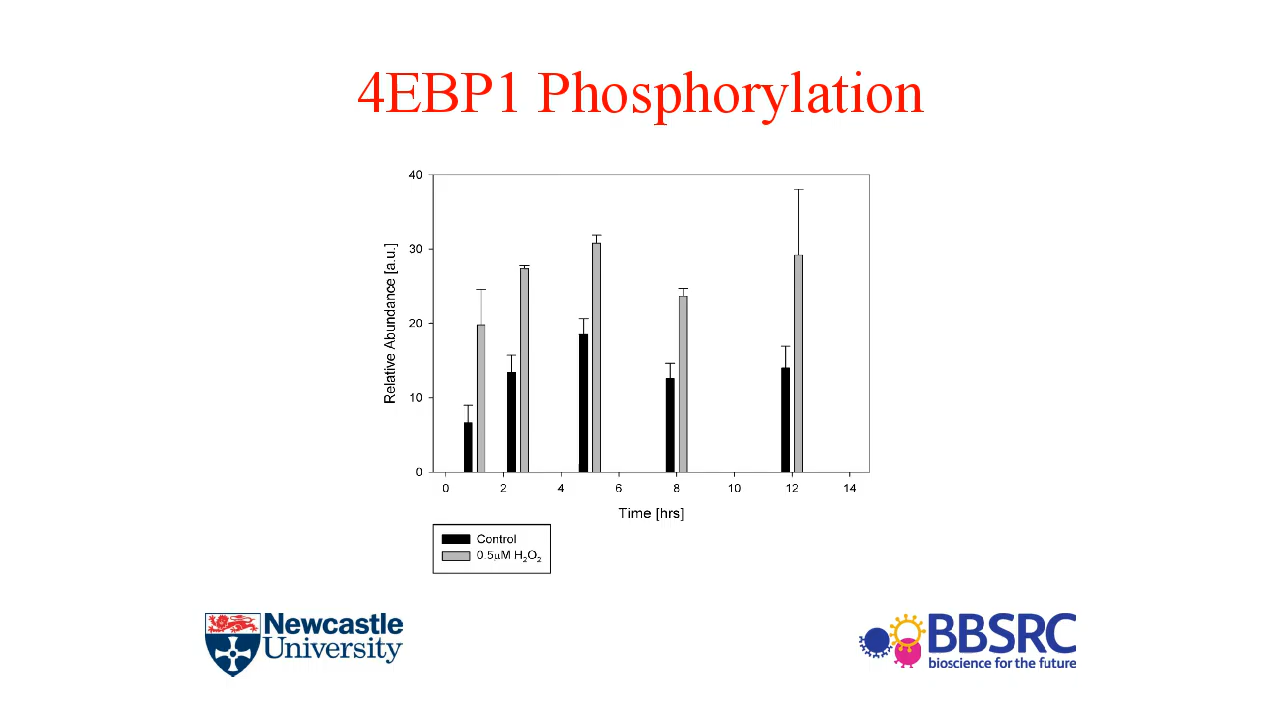 4EBP1 Phosphorylation
40
30
20
10
0
Relative Abundance [a.u.]
0 2 4 6 8 10 12 14
Time [hrs]
Control
0.5µM H₂O₂
Newcastle
University
BBSRC
bioscience for the future